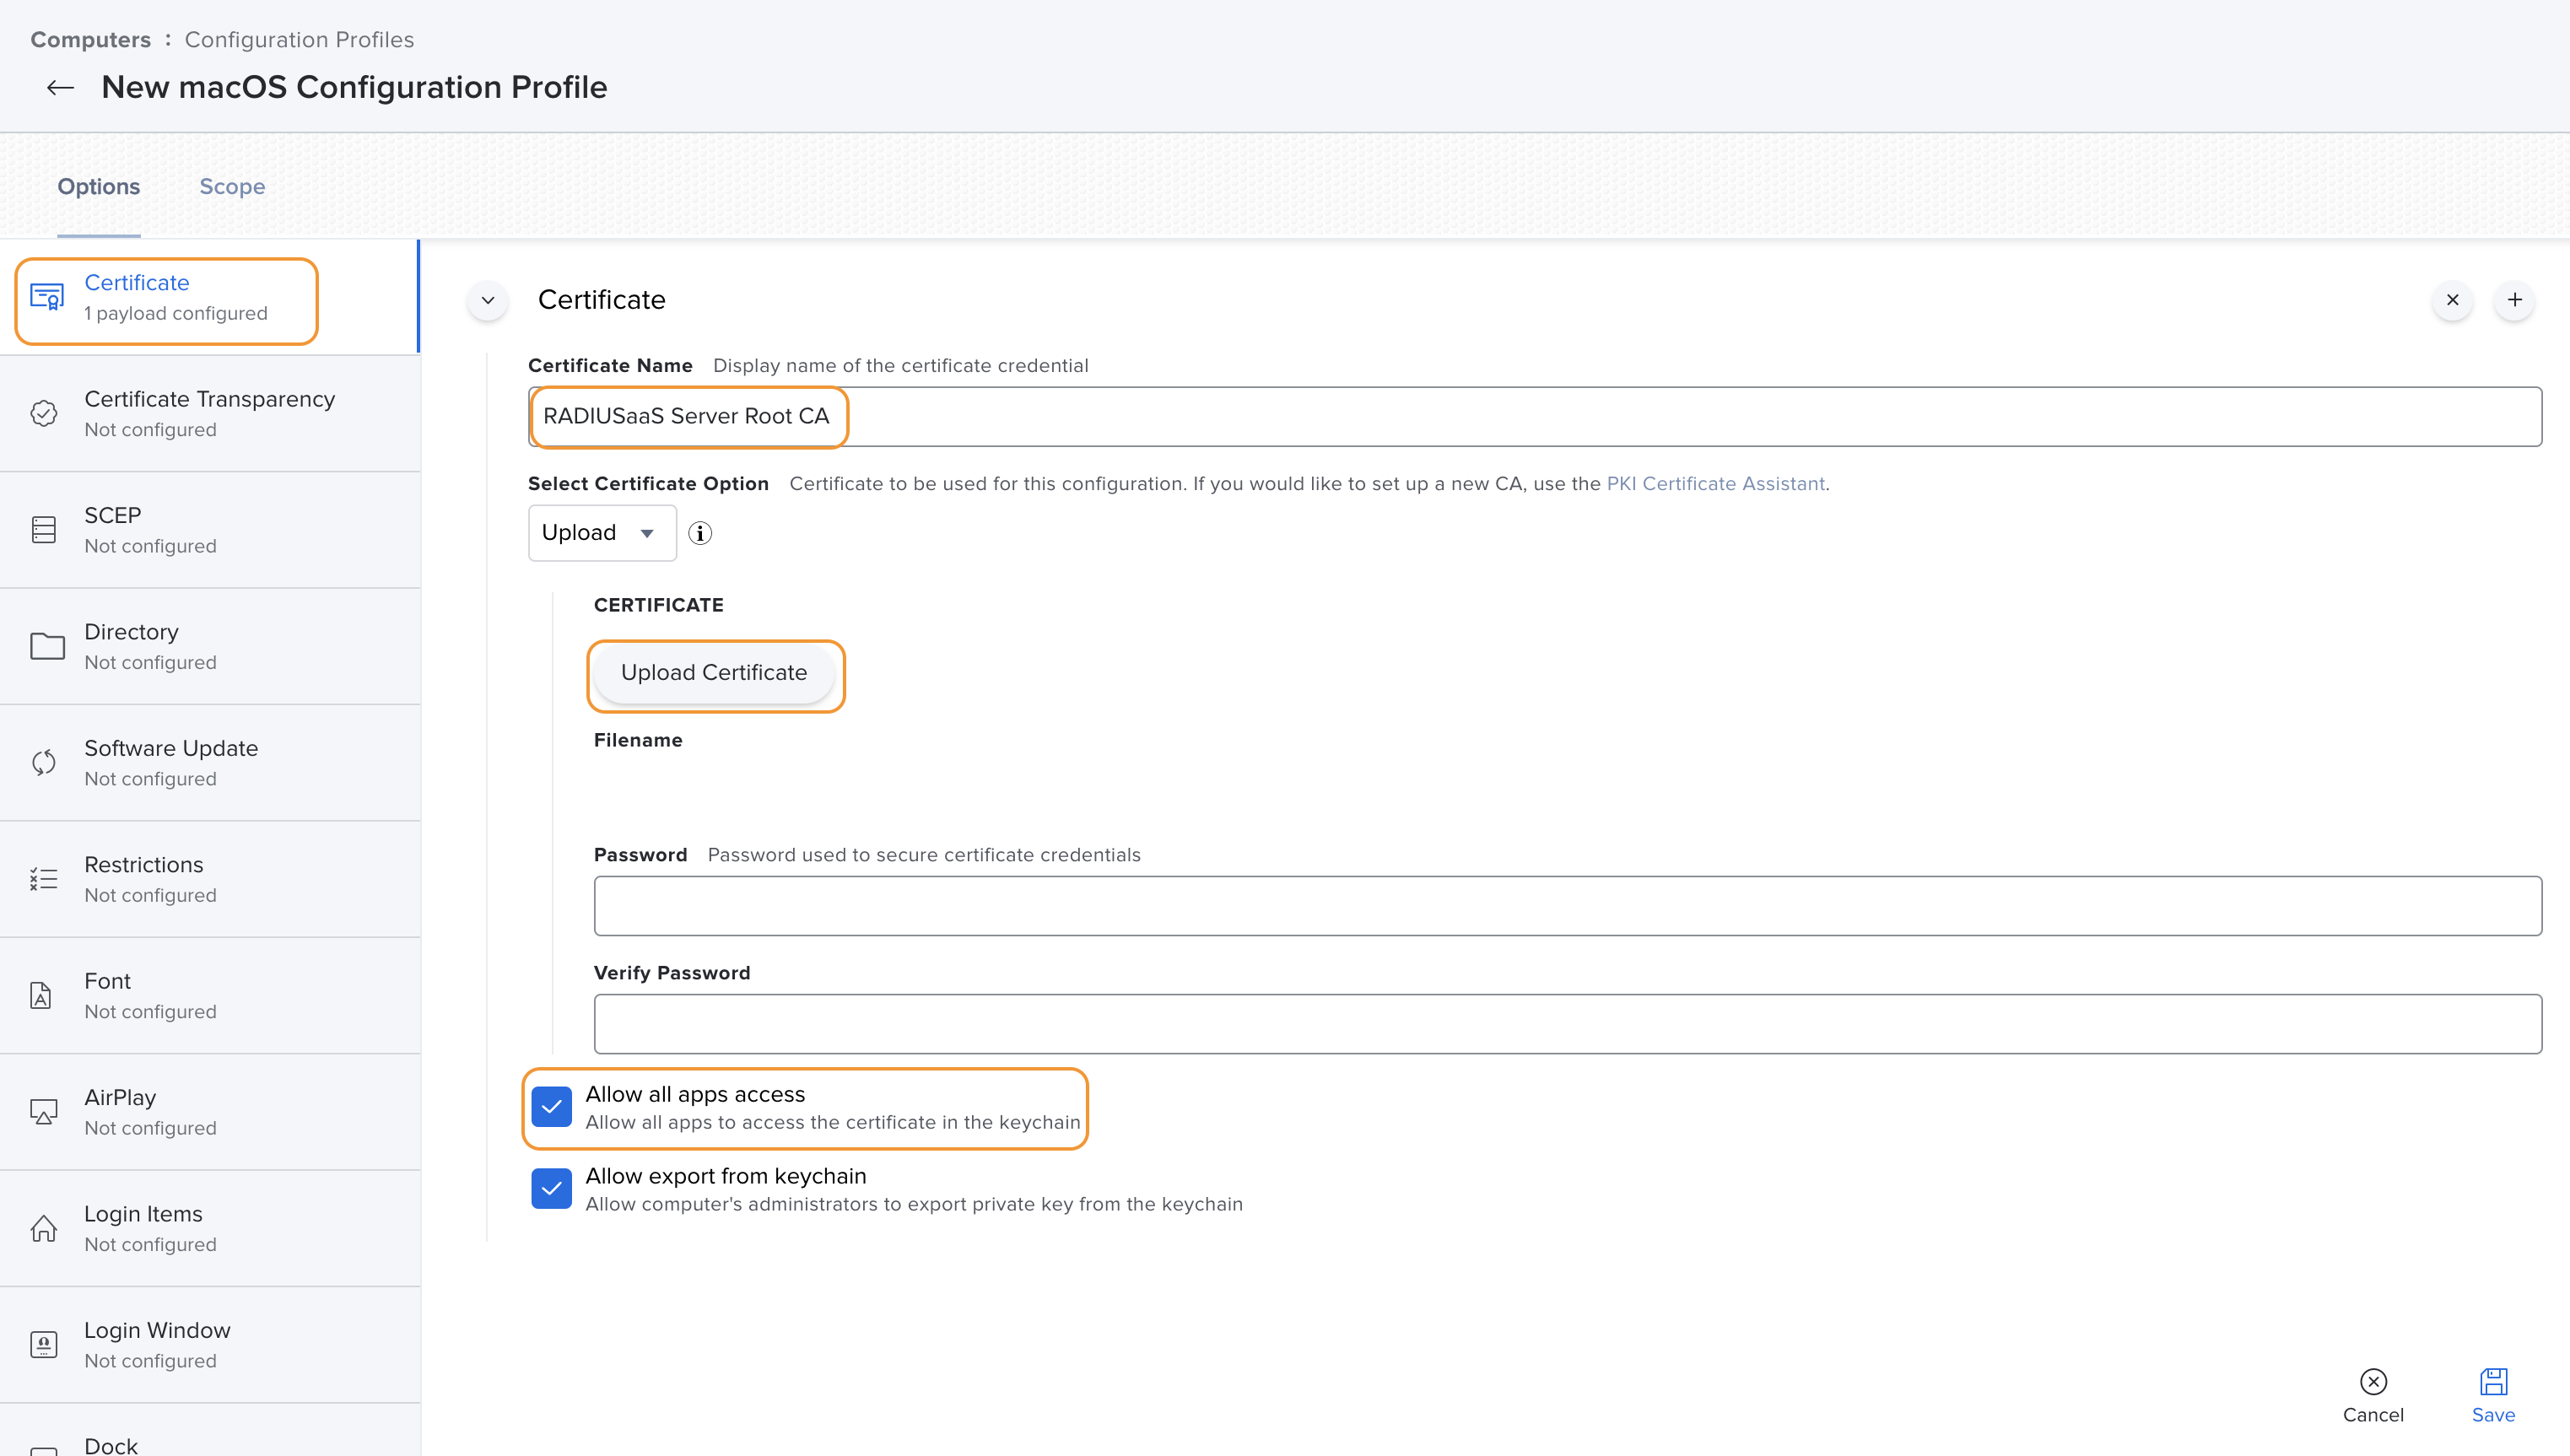 Computers : Configuration Profiles
← New macOS Configuration Profile
Options Scope
Certificate
1 payload configured
Certificate Transparency
Not configured
SCEP
Not configured
Directory
Not configured
Software Update
Not configured
Restrictions
Not configured
Font
Not configured
AirPlay
Not configured
Login Items
Not configured
Login Window
Not configured
Dock
Certificate
Certificate Name Display name of the certificate credential
RADIUSaaS Server Root CA
Select Certificate Option Certificate to be used for this configuration. If you would like to set up a new CA, use the PKI Certificate Assistant.
Upload
CERTIFICATE
Upload Certificate
Filename
Password Password used to secure certificate credentials
Verify Password
Allow all apps access
Allow all apps to access the certificate in the keychain
Allow export from keychain
Allow computer's administrators to export private key from the keychain
Cancel Save